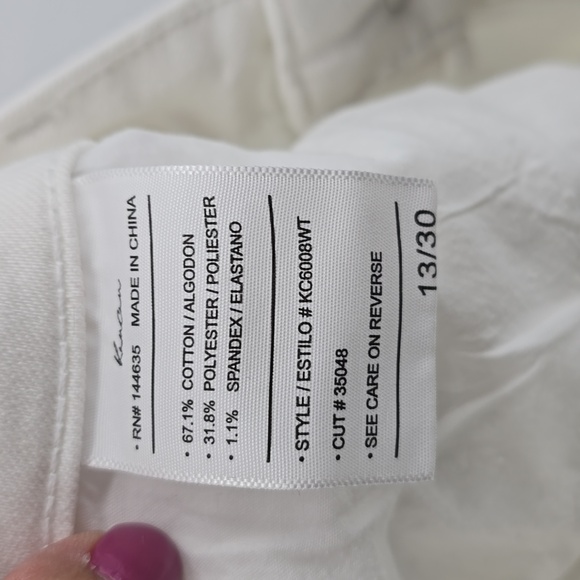 Kancan
• RN# 144635 MADE IN CHINA
• 67.1% COTTON / ALGODON
• 31.8% POLYESTER / POLIESTER
• 1.1% SPANDEX / ELASTANO
• STYLE / ESTILO # KC6008WT
• CUT # 35048
• SEE CARE ON REVERSE
13/30